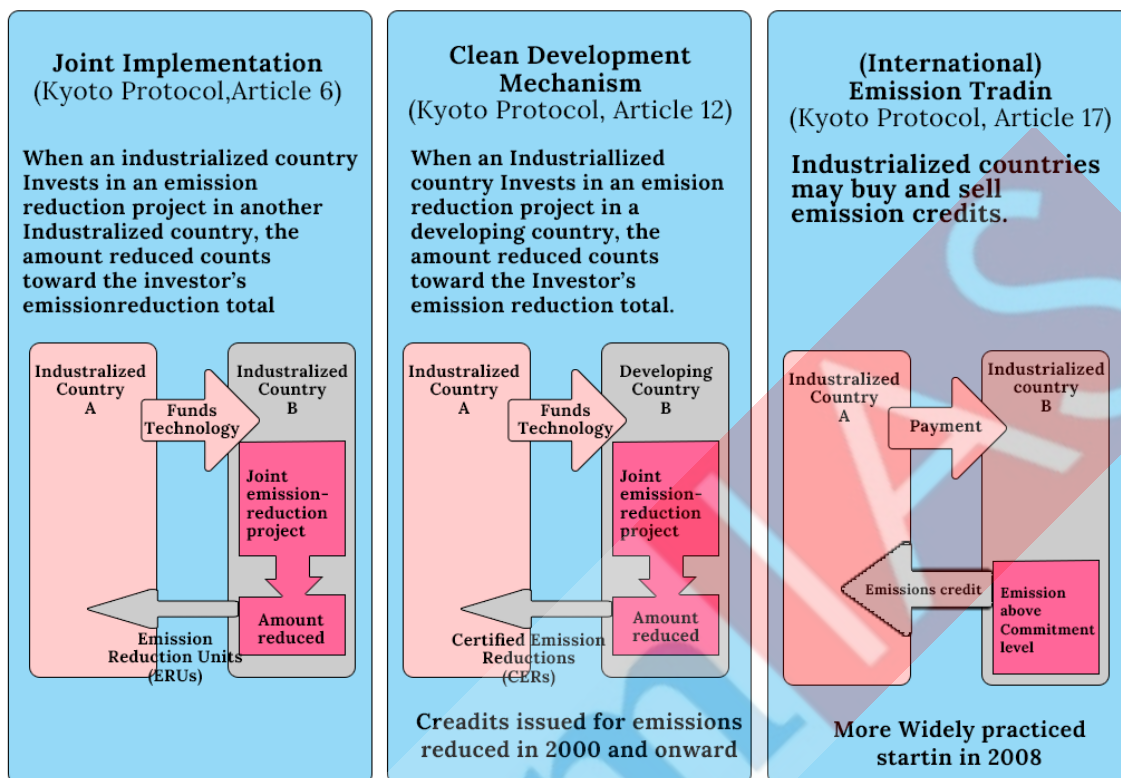 Joint Implementation
(Kyoto Protocol,Article 6)
When an industrialized country
Invests in an emission
reduction project in another
Industralized country, the
amount reduced counts
toward the investor's
emissionreduction total
Industralized
Country
A
Funds
Technology
Industralized
Country
B
Joint
emission-
reduction
project
Amount
reduced
Emission
Reduction Units
(ERUs)
Clean Development
Mechanism
(Kyoto Protocol, Article 12)
When an Industriallized
country Invests in an emision
reduction project in a
developing country, the
amount reduced counts
toward the Investor's
emission reduction total.
Industralized
Country
A
Funds
Technology
Developing
Country
B
Joint
emission-
reduction
project
Amount
reduced
Certified Emission
Reductions
(CERs)
Creadits issued for emissions
reduced in 2000 and onward
(International)
Emission Tradin
(Kyoto Protocol, Article 17)
Industrialized countries
may buy and sell
emission credits.
Industralized
Country
A
Payment
Industrialized
country
B
Emissions credit
Emission
above
Commitment
level
More Widely practiced
startin in 2008